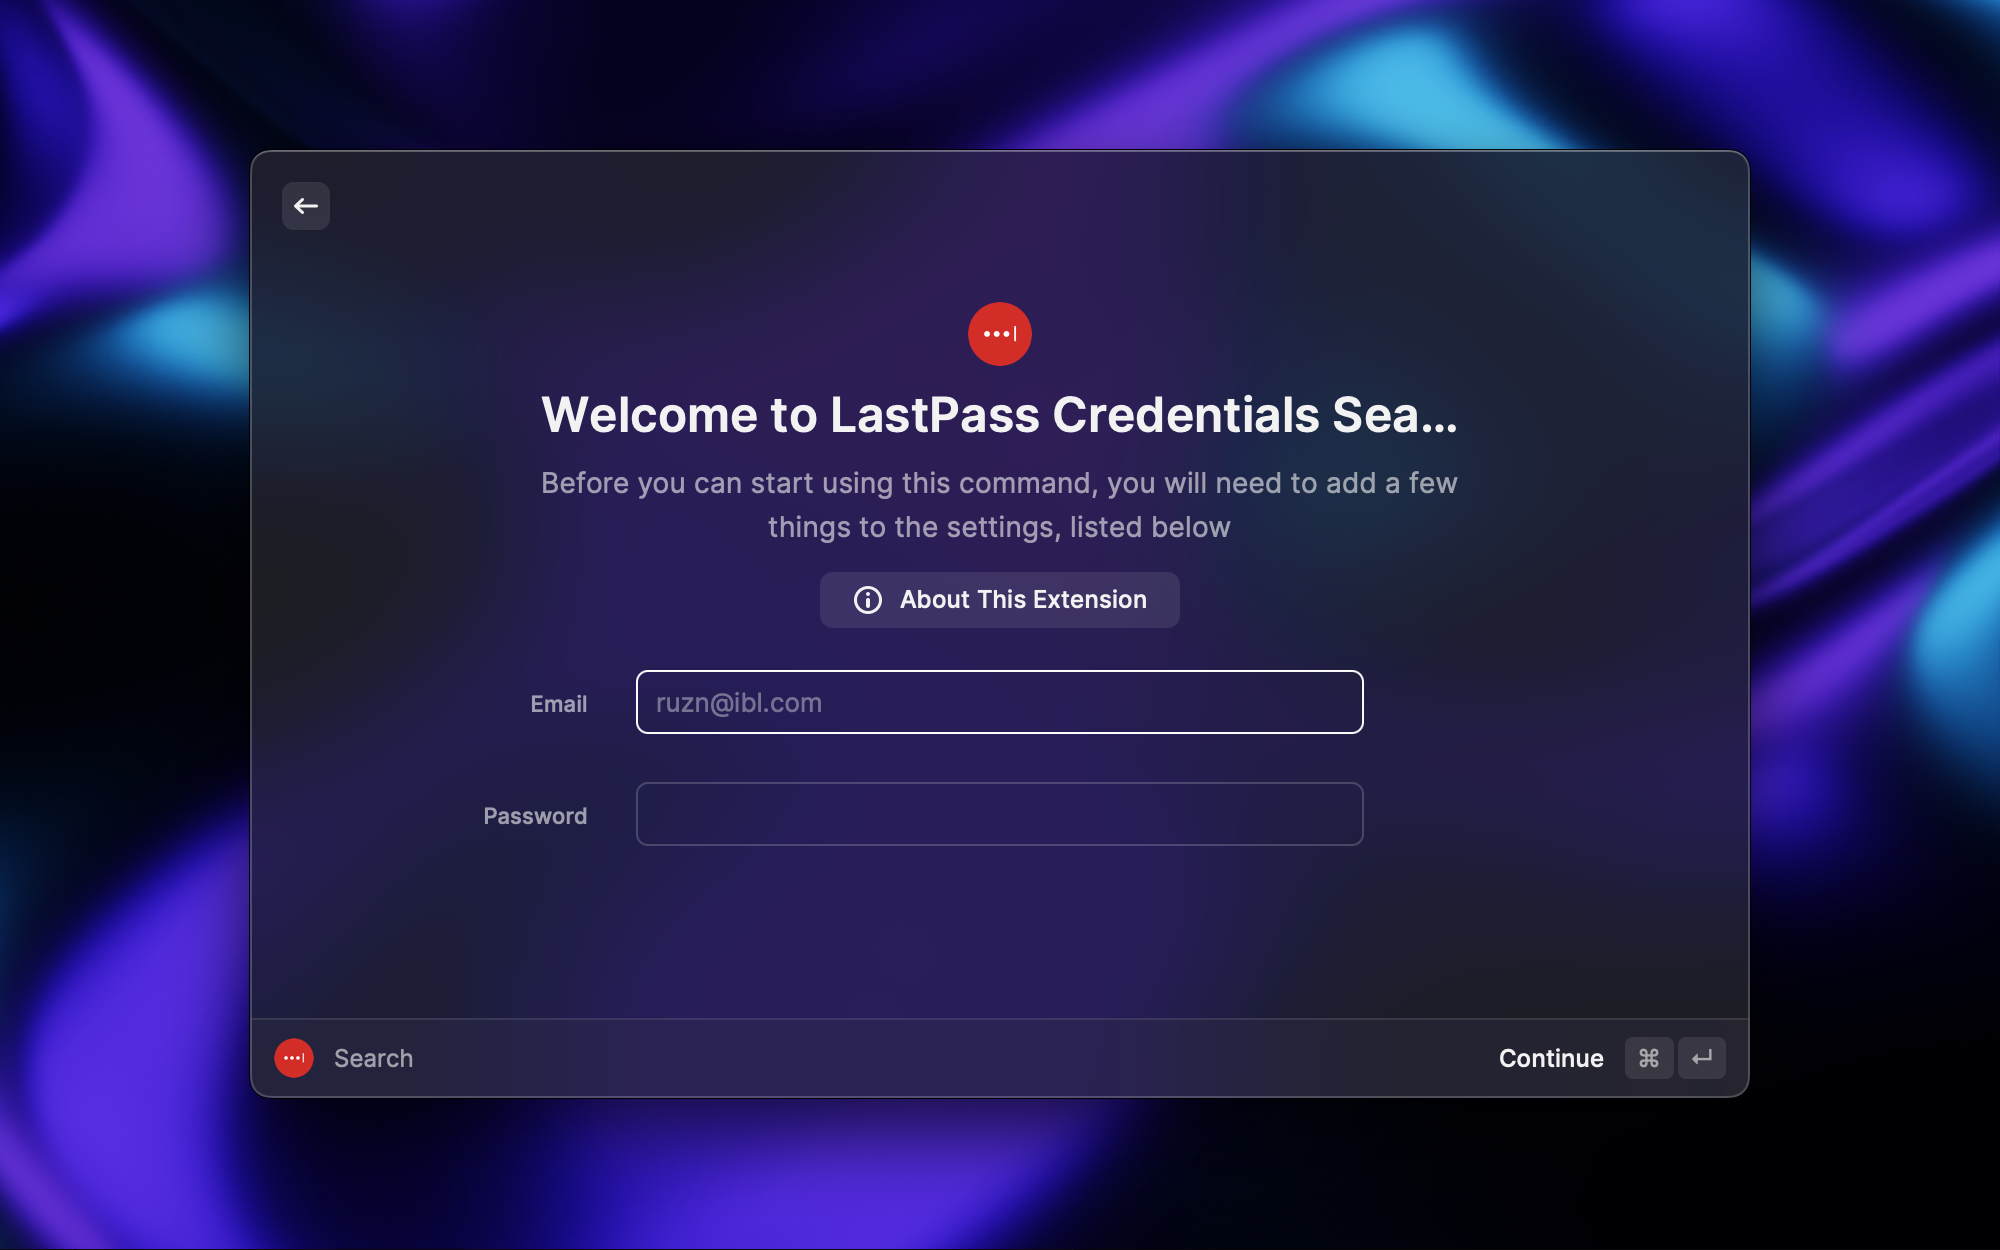 Welcome to LastPass Credentials Sea...
Before you can start using this command, you will need to add a few
things to the settings, listed below
About This Extension
Email
ruzn@ibl.com
Password
Search
Continue ⌘ ↵